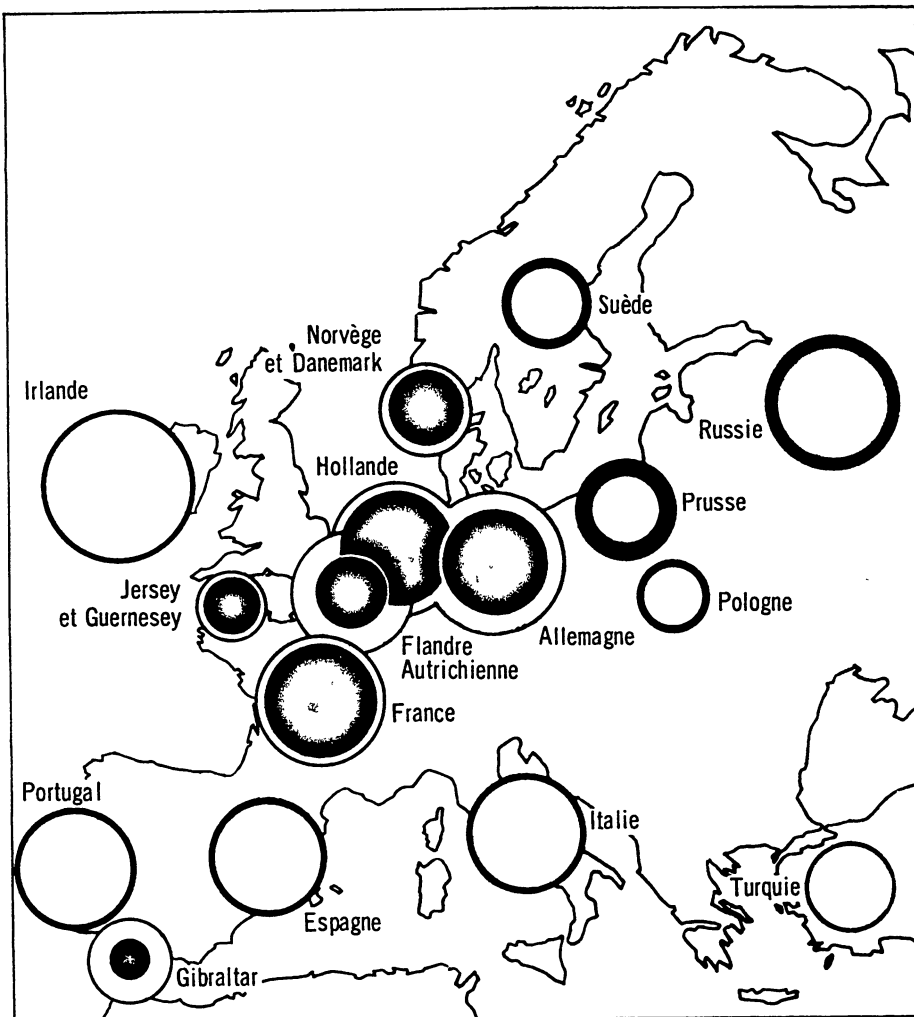 Suède
Norvège
et Danemark
Irlande
Russie
Hollande
Prusse
Jersey
et Guernesey
Pologne
Allemagne
Flandre
Autrichienne
France
Portugal
Italie
Turquie
Espagne
Gibraltar